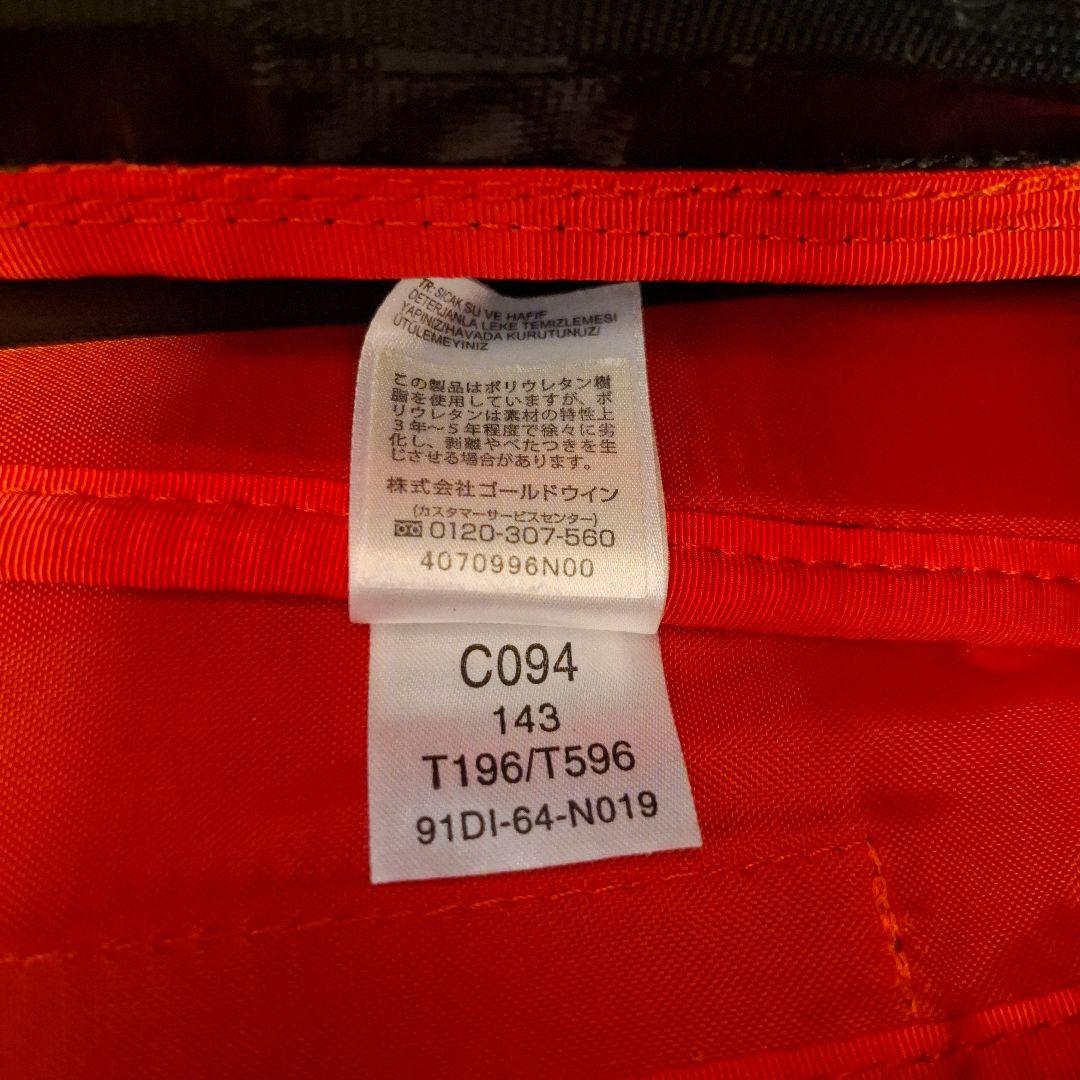 TR: SICAK SU VE HAFIF
DETERJANLA LEKE TEMIZLEMESI
YAPINIZ/HAVADA KURUTUNUZ/
ÜTÜLEMEYINIZ
この製品はポリウレタン樹
脂を使用していますが、ポ
リウレタンは素材の特性上
3年～5年程度で徐々に劣
化し、剥離やべたつきを生
じさせる場合があります。
株式会社ゴールドウイン
(カスタマーサービスセンター)
0120-307-560
4070996N00
C094
143
T196/T596
91DI-64-N019